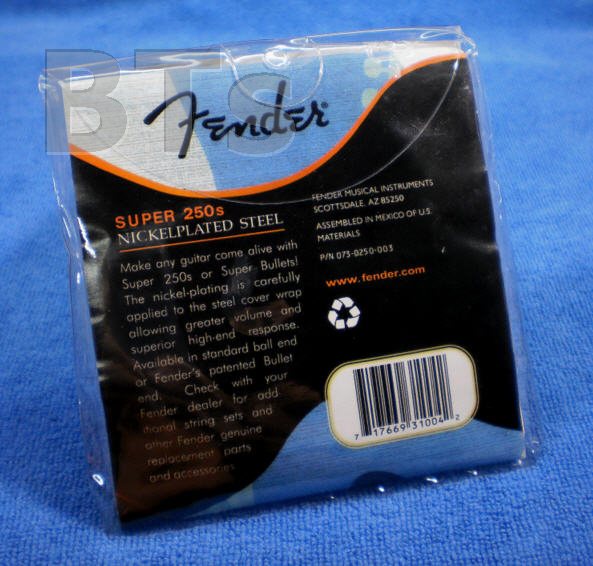 BTS
Fender
SUPER 250s
NICKELPLATED STEEL
Make any guitar come alive with
Super 250s or Super Bullets!
The nickel-plating is carefully
applied to the steel cover wrap
allowing greater volume and
superior high-end response.
Available in standard ball end
or Fender's patented Bullet
end. Check with your
Fender dealer for add
itional string sets and
other Fender genuine
replacement parts
and accessories
FENDER MUSICAL INSTRUMENTS
SCOTTSDALE, AZ 85250
ASSEMBLED IN MEXICO OF U.S.
MATERIALS
P/N 073-0250-003
www.fender.com
7 17669 31004 2